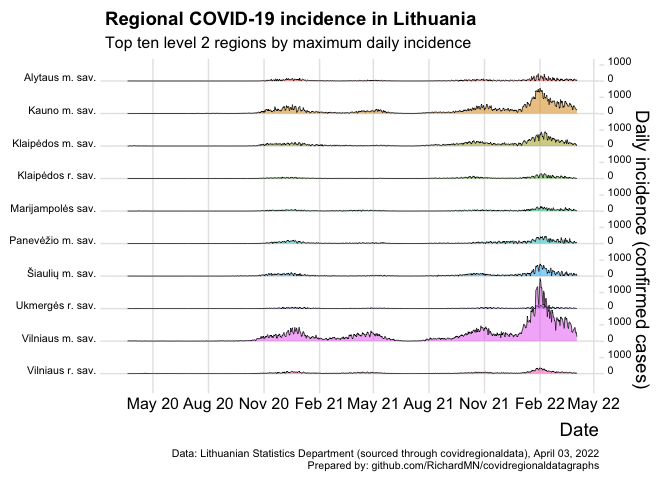 Regional COVID-19 incidence in Lithuania
Top ten level 2 regions by maximum daily incidence
Alytaus m. sav.
Kauno m. sav.
Klaipėdos m. sav.
Klaipėdos r. sav.
Marijampolės sav.
Panevėžio m. sav.
Šiaulių m. sav.
Ukmergės r. sav.
Vilniaus m. sav.
Vilniaus r. sav.
1000
0
1000
0
1000
0
1000
0
1000
0
1000
0
1000
0
1000
0
1000
0
1000
0
Daily incidence (confirmed cases)
May 20 Aug 20 Nov 20 Feb 21 May 21 Aug 21 Nov 21 Feb 22 May 22
Date
Data: Lithuanian Statistics Department (sourced through covidregionaldata), April 03, 2022
Prepared by: github.com/RichardMN/covidregionaldatagraphs